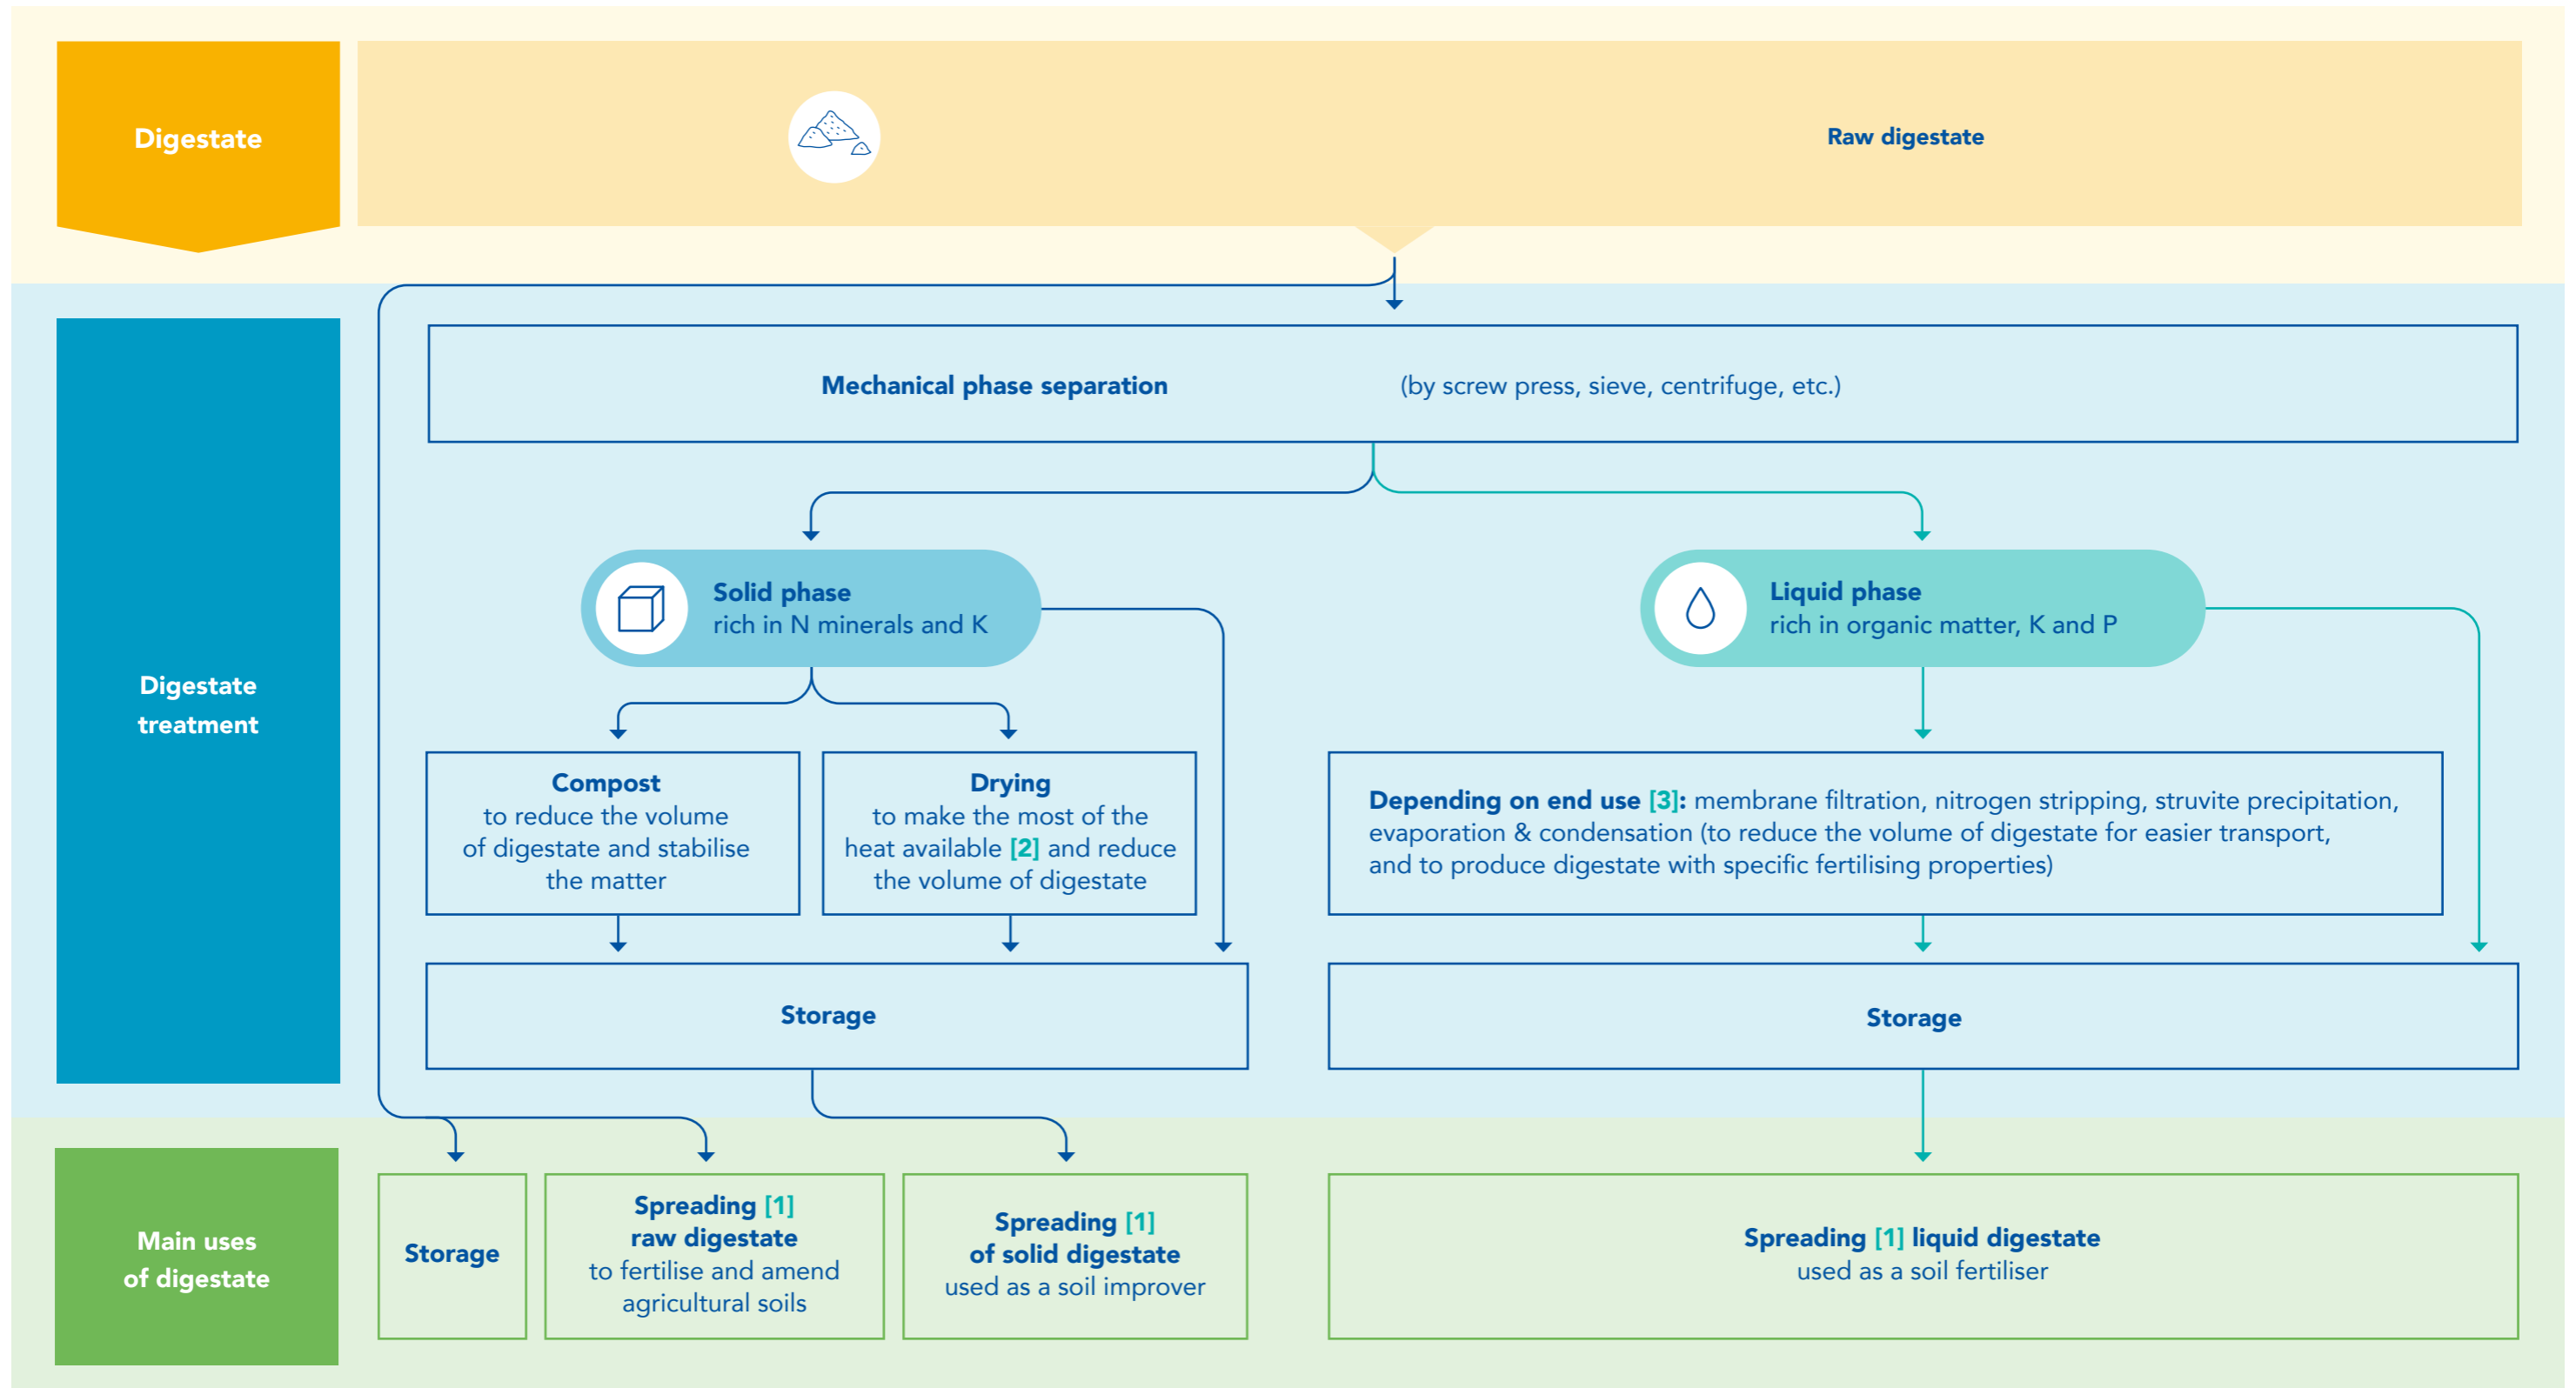 Digestate
Raw digestate
Digestate
treatment
Mechanical phase separation (by screw press, sieve, centrifuge, etc.)
Solid phase
rich in N minerals and K
Liquid phase
rich in organic matter, K and P
Compost
to reduce the volume
of digestate and stabilise
the matter
Drying
to make the most of the
heat available [2] and reduce
the volume of digestate
Depending on end use [3]: membrane filtration, nitrogen stripping, struvite precipitation,
evaporation & condensation (to reduce the volume of digestate for easier transport,
and to produce digestate with specific fertilising properties)
Storage
Storage
Main uses
of digestate
Storage
Spreading [1]
raw digestate
to fertilise and amend
agricultural soils
Spreading [1]
of solid digestate
used as a soil improver
Spreading [1] liquid digestate
used as a soil fertiliser